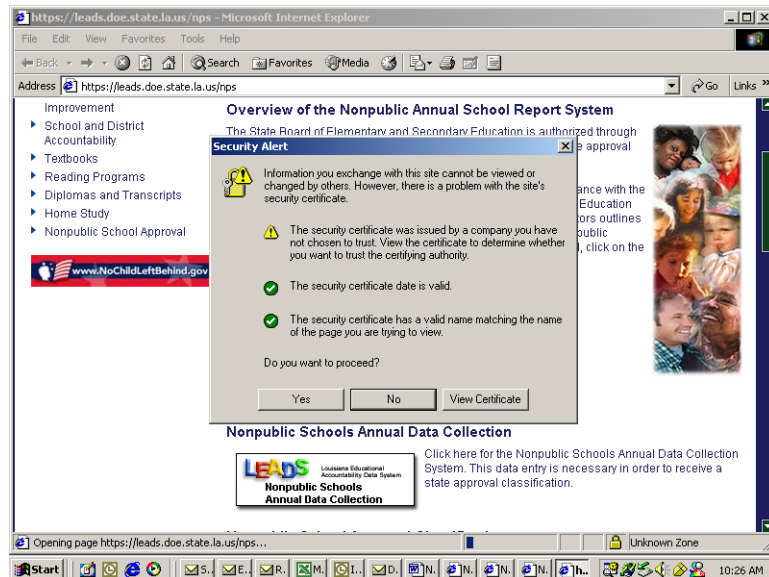 https://leads.doe.state.la.us/nps - Microsoft Internet Explorer
File Edit View Favorites Tools Help
Back Search Favorites Media
Address https://leads.doe.state.la.us/nps Go Links »
Improvement
School and District
Accountability
Textbooks
Reading Programs
Diplomas and Transcripts
Home Study
Nonpublic School Approval
www.NoChildLeftBehind.gov
Overview of the Nonpublic Annual School Report System
The State Board of Elementary and Secondary Education is authorized through
e approval
ance with the
Education
ors outlines
public
l, click on the
Security Alert
Information you exchange with this site cannot be viewed or
changed by others. However, there is a problem with the site's
security certificate.
The security certificate was issued by a company you have
not chosen to trust. View the certificate to determine whether
you want to trust the certifying authority.
The security certificate date is valid.
The security certificate has a valid name matching the name
of the page you are trying to view.
Do you want to proceed?
Yes No View Certificate
Nonpublic Schools Annual Data Collection
LEADS Louisiana Educational
Accountability Data System
Nonpublic Schools
Annual Data Collection
Click here for the Nonpublic Schools Annual Data Collection
System. This data entry is necessary in order to receive a
state approval classification.
Opening page https://leads.doe.state.la.us/nps... Unknown Zone
Start S.. E.. R.. M.. I.. D.. N.. N.. N.. N.. h.. 10:26 AM